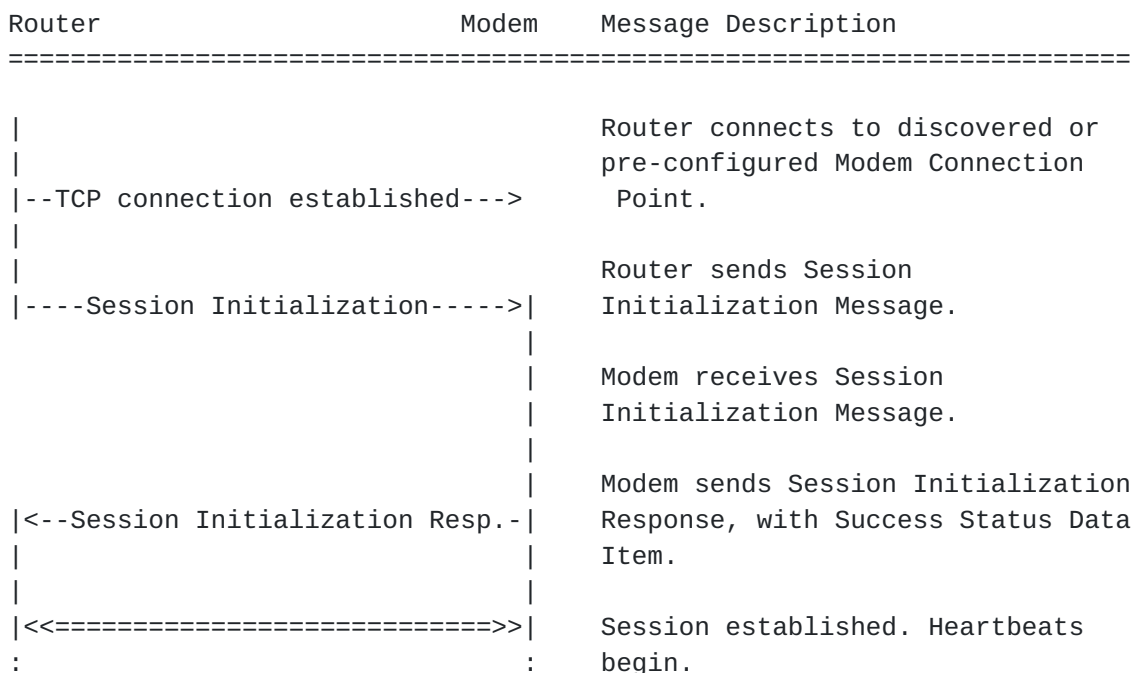 Router                       Modem    Message Description
========================================================================

|                                     Router connects to discovered or
|                                     pre-configured Modem Connection
|--TCP connection established--->      Point.
|
|                                     Router sends Session
|----Session Initialization----->|    Initialization Message.
                                 |
                                 |    Modem receives Session
                                 |    Initialization Message.
                                 |
                                 |    Modem sends Session Initialization
|<--Session Initialization Resp.-|    Response, with Success Status Data
|                                |    Item.
|                                |
|<<============================>>|    Session established. Heartbeats
:                                :    begin.